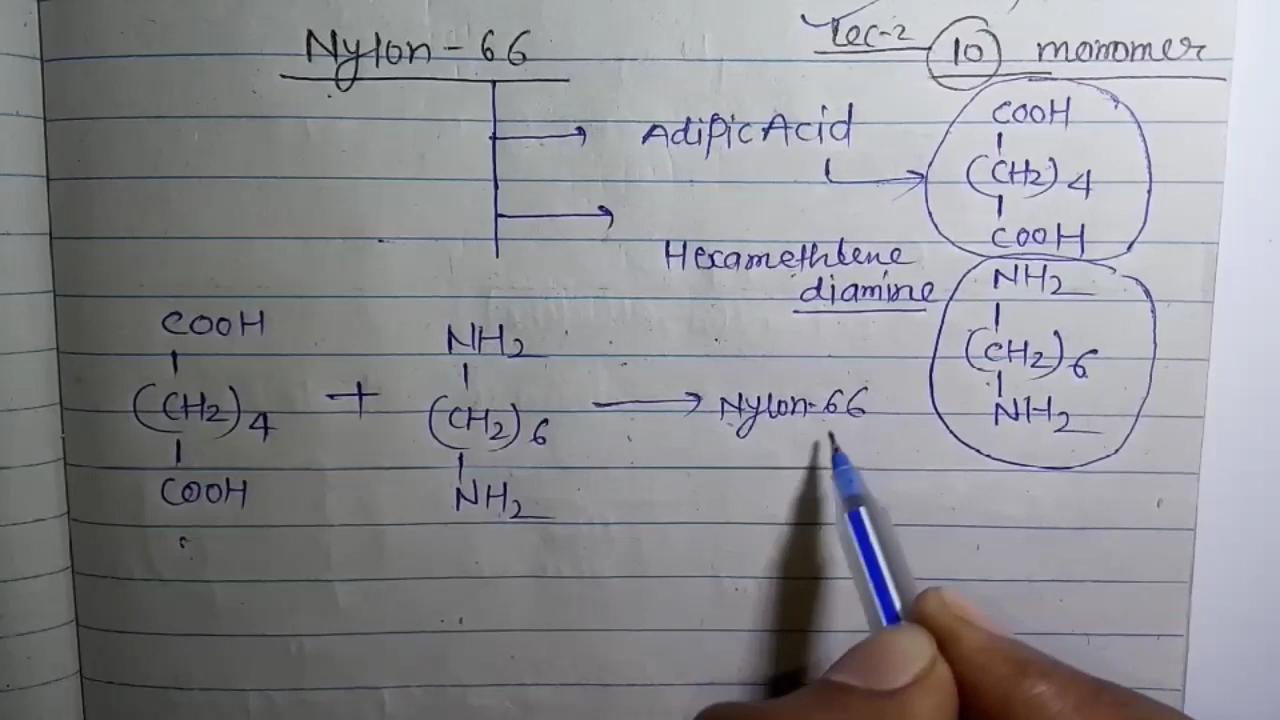 Nylon-66
Lec-2 10 monomer
Adipic Acid
COOH
(CH2)4
COOH
Hexamethlene
diamine
NH2
(CH2)6
NH2
COOH
(CH2)4
COOH
+
NH2
(CH2)6
NH2
Nylon-66